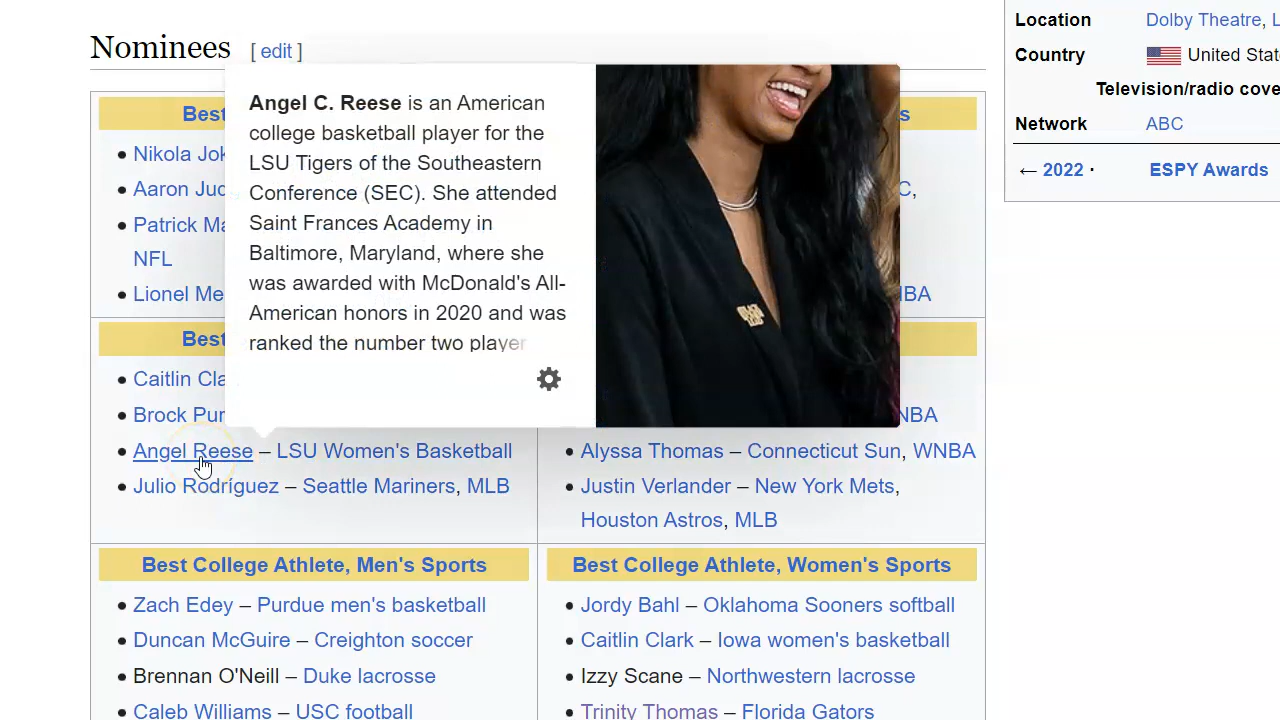 Nominees [ edit ]
Best
Nikola Jok
Aaron Jud
Patrick Ma
NFL
Lionel Me
Best
Caitlin Cla
Brock Pur
Angel C. Reese is an American
college basketball player for the
LSU Tigers of the Southeastern
Conference (SEC). She attended
Saint Frances Academy in
Baltimore, Maryland, where she
was awarded with McDonald's All-
American honors in 2020 and was
ranked the number two player
s
C,
NBA
NBA
Angel Reese – LSU Women's Basketball
Julio Rodríguez – Seattle Mariners, MLB
Alyssa Thomas – Connecticut Sun, WNBA
Justin Verlander – New York Mets,
Houston Astros, MLB
Best College Athlete, Men's Sports
Zach Edey – Purdue men's basketball
Duncan McGuire – Creighton soccer
Brennan O'Neill – Duke lacrosse
Caleb Williams – USC football
Best College Athlete, Women's Sports
Jordy Bahl – Oklahoma Sooners softball
Caitlin Clark – Iowa women's basketball
Izzy Scane – Northwestern lacrosse
Trinity Thomas – Florida Gators
Location Dolby Theatre, L
Country United Stat
Television/radio cove
Network ABC
← 2022 · ESPY Awards